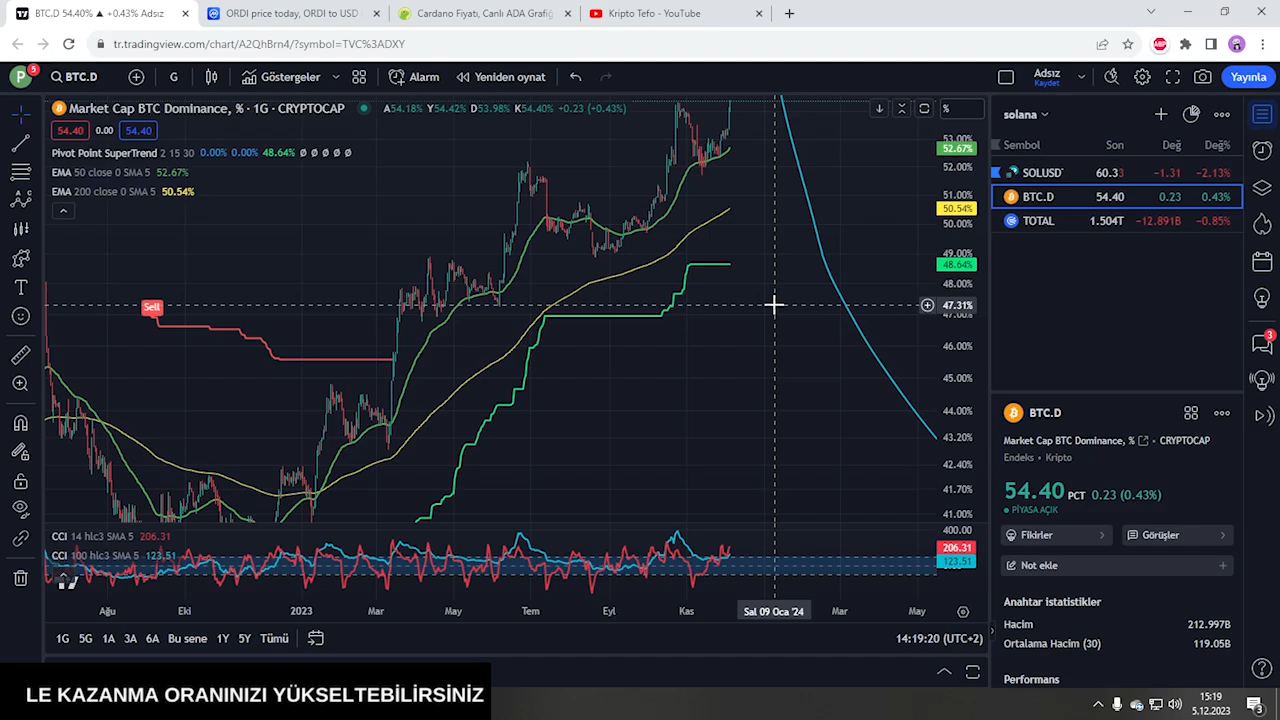 BTC.D 54.40% ▲ +0.43% Adsız
ORDI price today, ORDI to USD
Cardano Fiyatı, Canlı ADA Grafiğ
Kripto Tefo - YouTube
tr.tradingview.com/chart/A2QhBrn4/?symbol=TVC%3ADXY
P 5
BTC.D
G
Göstergeler
Alarm
Yeniden oynat
Adsız
Kaydet
Yayınla
Market Cap BTC Dominance, % · 1G · CRYPTOCAP
A54.18% Y54.42% D53.98% K54.40% +0.23 (+0.43%)
54.40 0.00 54.40
Pivot Point SuperTrend 2 15 30 0.00% 0.00% 48.64% Ø Ø Ø Ø Ø
EMA 50 close 0 SMA 5 52.67%
EMA 200 close 0 SMA 5 50.54%
Sell
%
53.00%
52.67%
52.00%
51.00%
50.54%
50.00%
49.00%
48.64%
48.00%
47.31%
47.00%
46.00%
45.00%
44.00%
43.20%
42.40%
41.70%
41.00%
CCI 14 hlc3 SMA 5 206.31
CCI 100 hlc3 SMA 5 123.51
400.00
206.31
123.51
Ağu Eki 2023 Mar May Tem Eyl Kas Sal 09 Oca '24 Mar May
1G 5G 1A 3A 6A Bu sene 1Y 5Y Tümü
14:19:20 (UTC+2)
solana
Sembol Son Değ Değ%
SOLUSDT 60.33 -1.31 -2.13%
BTC.D 54.40 0.23 0.43%
TOTAL 1.504T -12.891B -0.85%
BTC.D
Market Cap BTC Dominance, % • CRYPTOCAP
Endeks • Kripto
54.40 PCT 0.23 (0.43%)
PİYASA AÇIK
Fikirler
Görüşler
Not ekle
Anahtar istatistikler
Hacim 212.997B
Ortalama Hacim (30) 119.05B
Performans
3
LE KAZANMA ORANINIZI YÜKSELTEBİLİRSİNİZ
15:19
5.12.2023
3